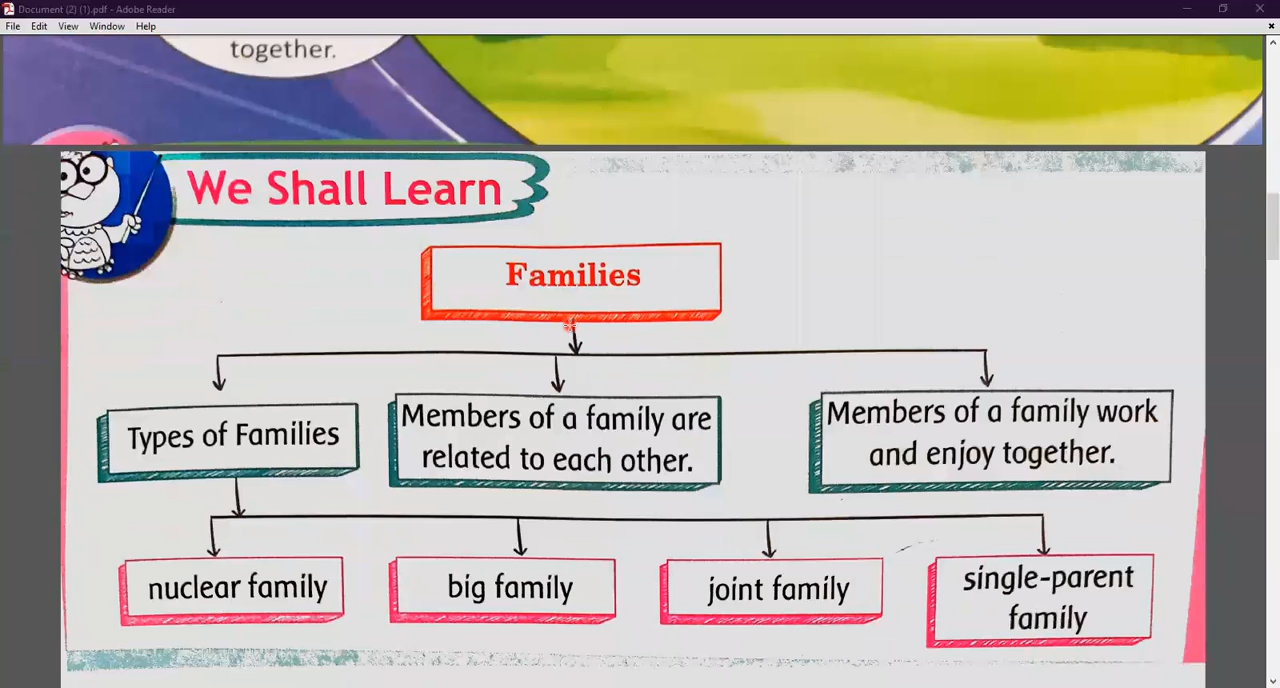 Document (2) (1).pdf - Adobe Reader
File Edit View Window Help
together.
We Shall Learn
Families
Types of Families
Members of a family are
related to each other.
Members of a family work
and enjoy together.
nuclear family
big family
joint family
single-parent
family